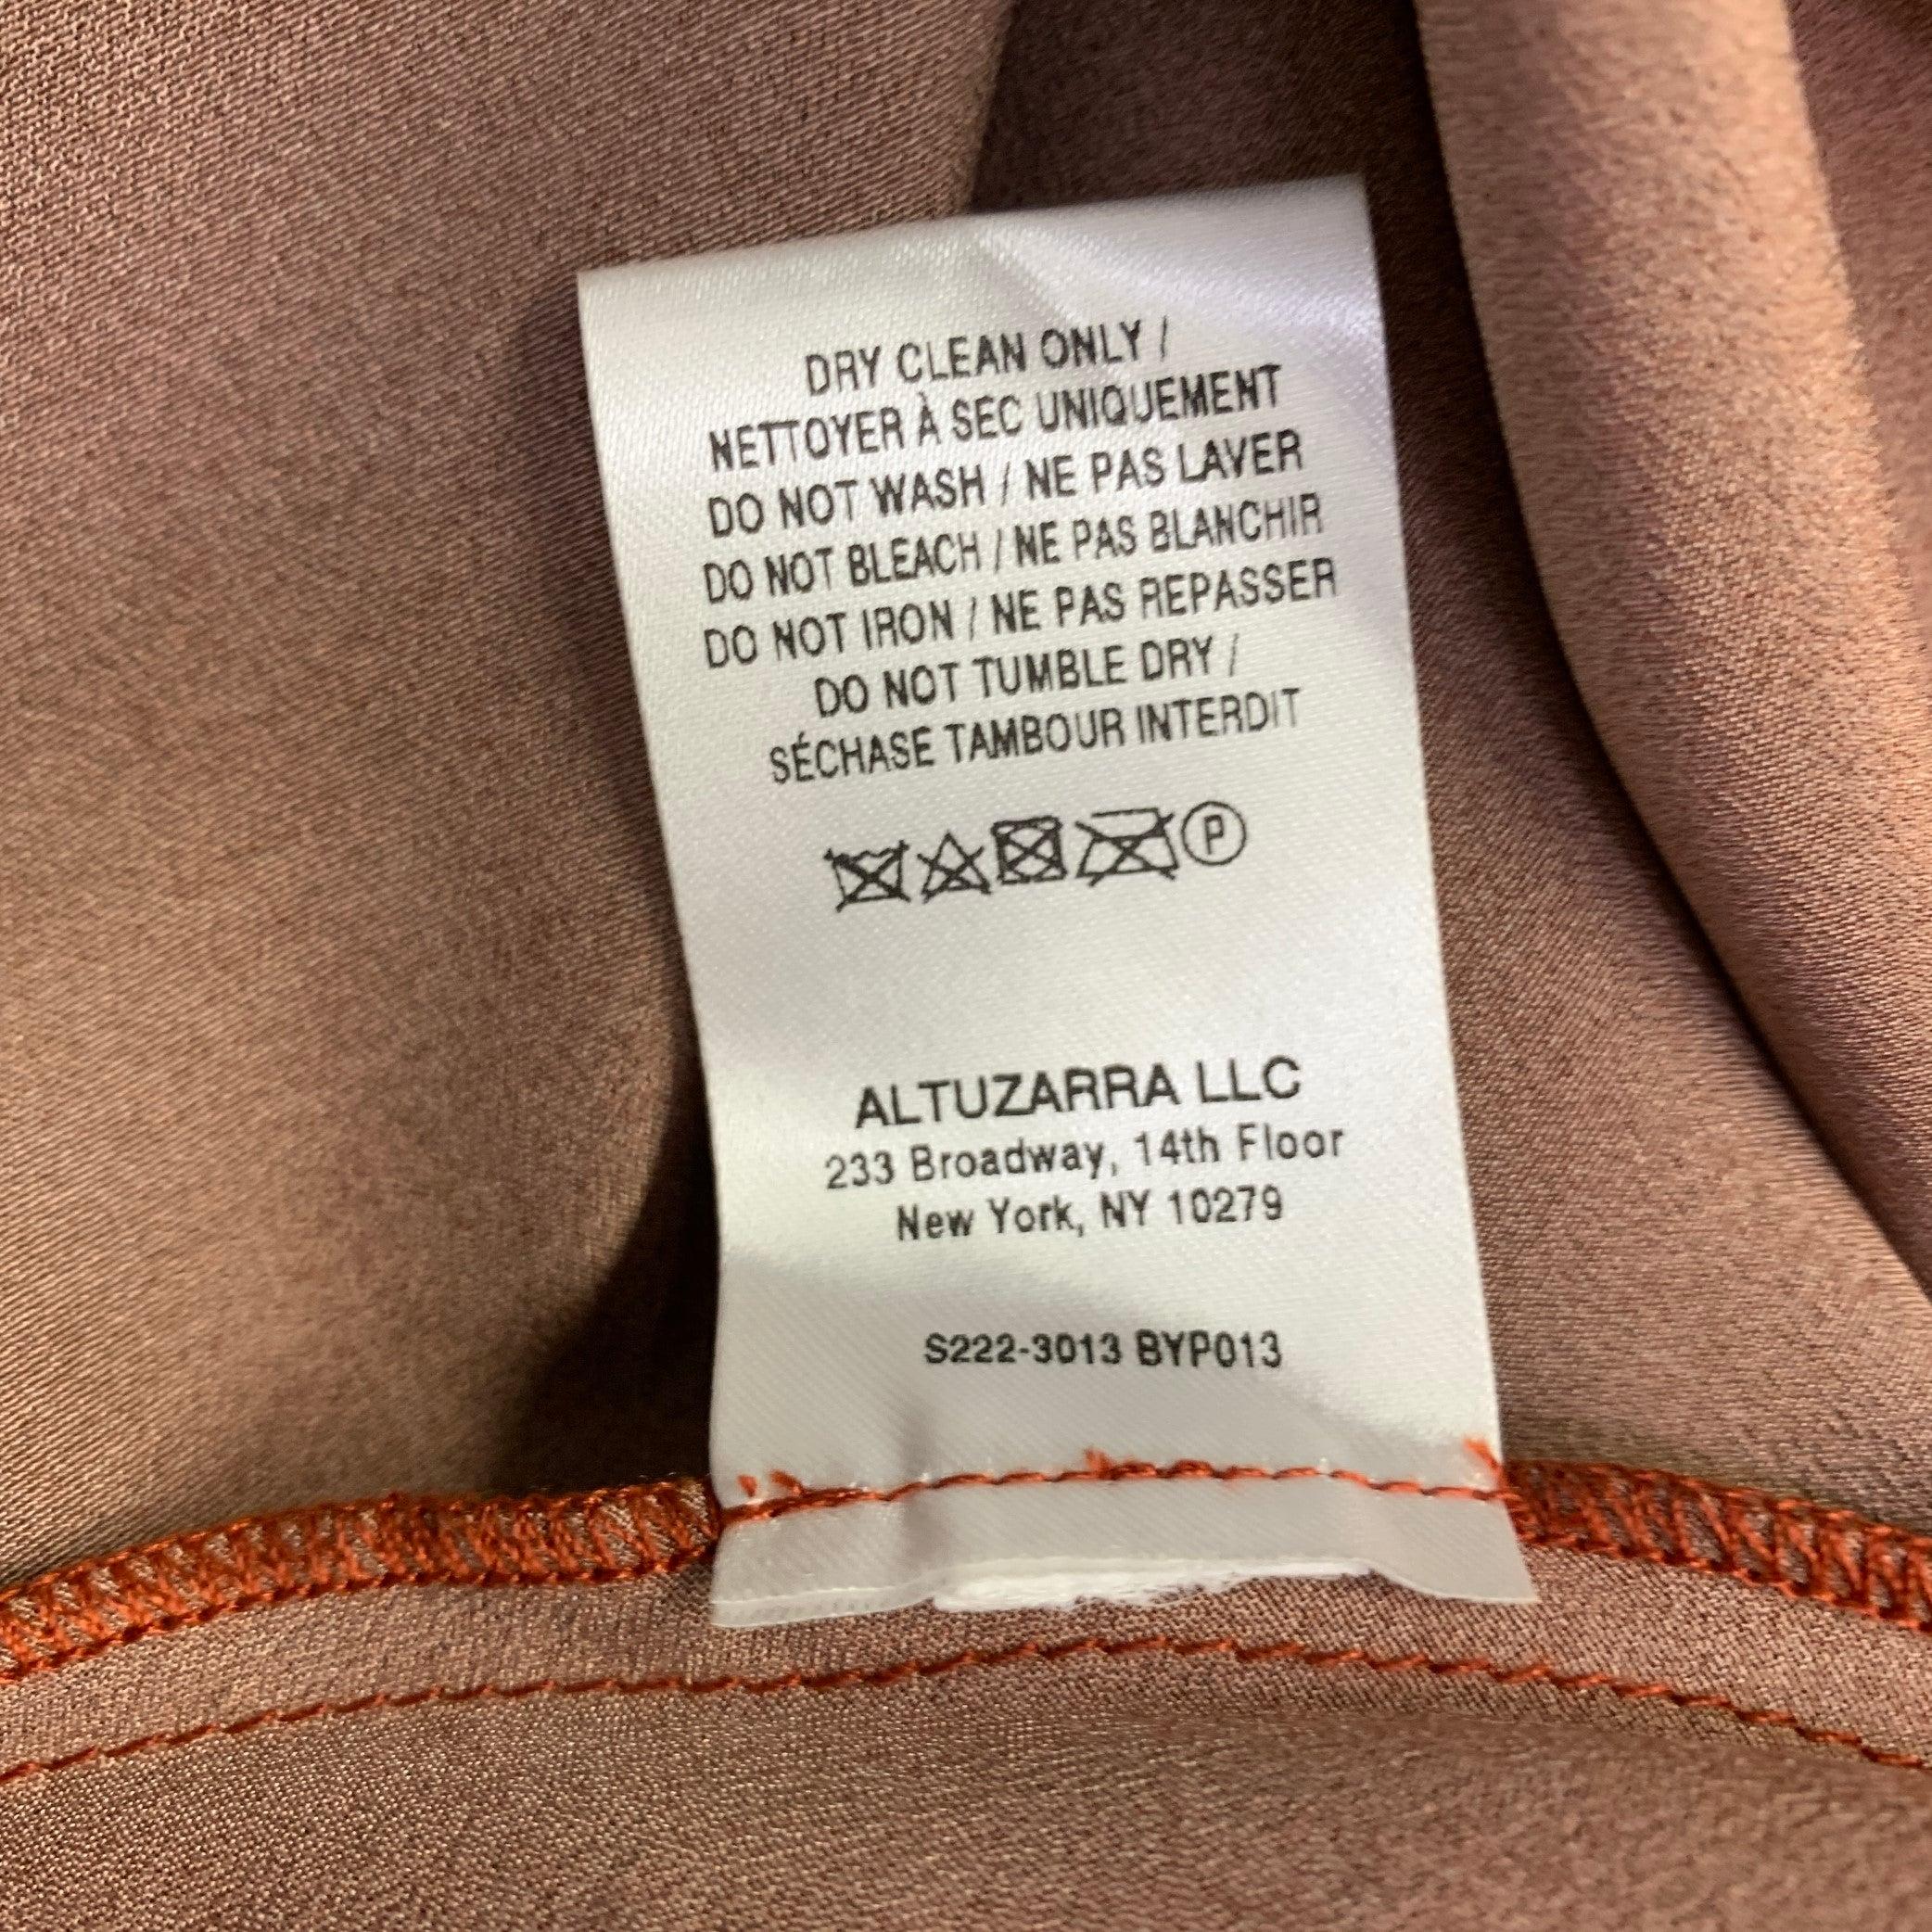 DRY CLEAN ONLY /
NETTOYER À SEC UNIQUEMENT
DO NOT WASH / NE PAS LAVER
DO NOT BLEACH / NE PAS BLANCHIR
DO NOT IRON / NE PAS REPASSER
DO NOT TUMBLE DRY /
SÉCHASE TAMBOUR INTERDIT
P
ALTUZARRA LLC
233 Broadway, 14th Floor
New York, NY 10279
S222-3013 BYP013